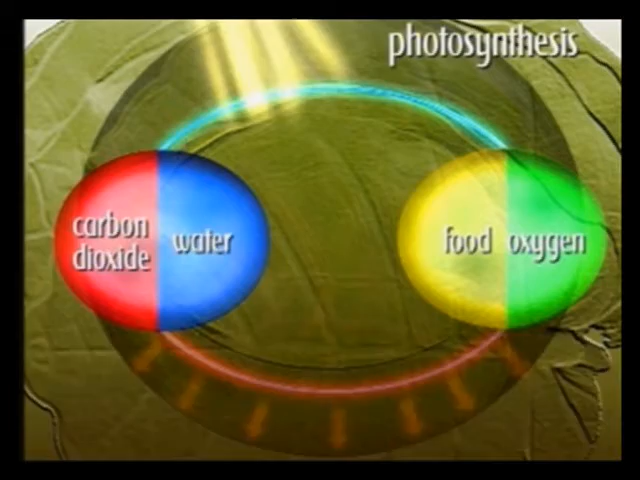 photosynthesis
carbon
dioxide
water
food
oxygen